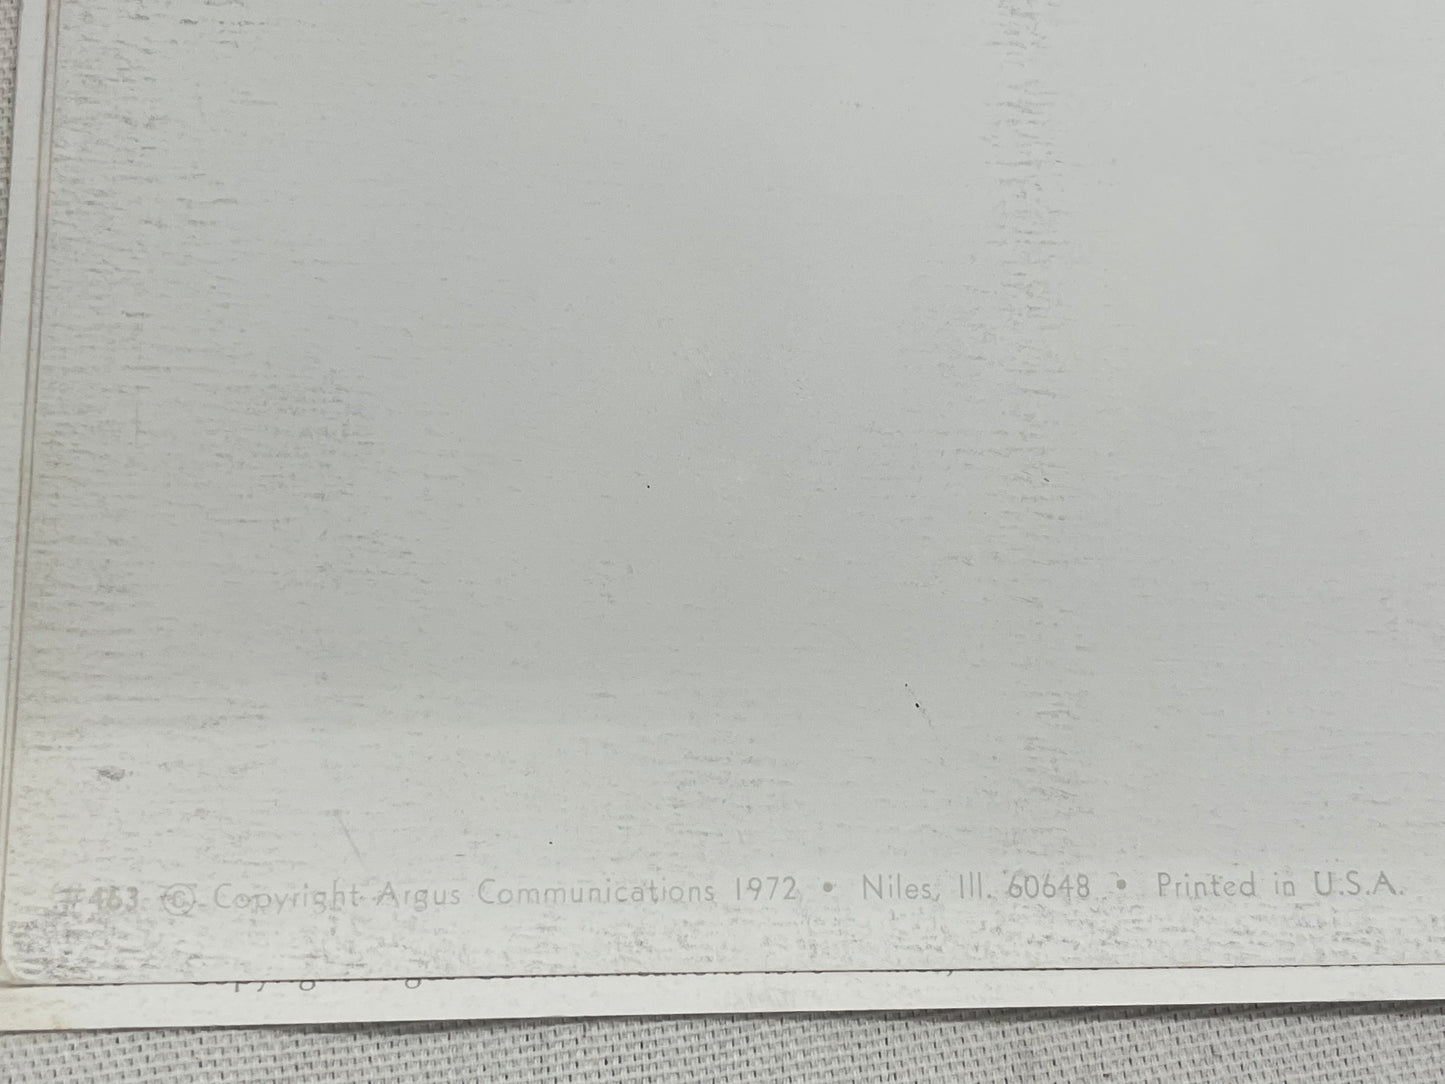 #463 © Copyright Argus Communications 1972 • Niles, Ill. 60648 • Printed in U.S.A.